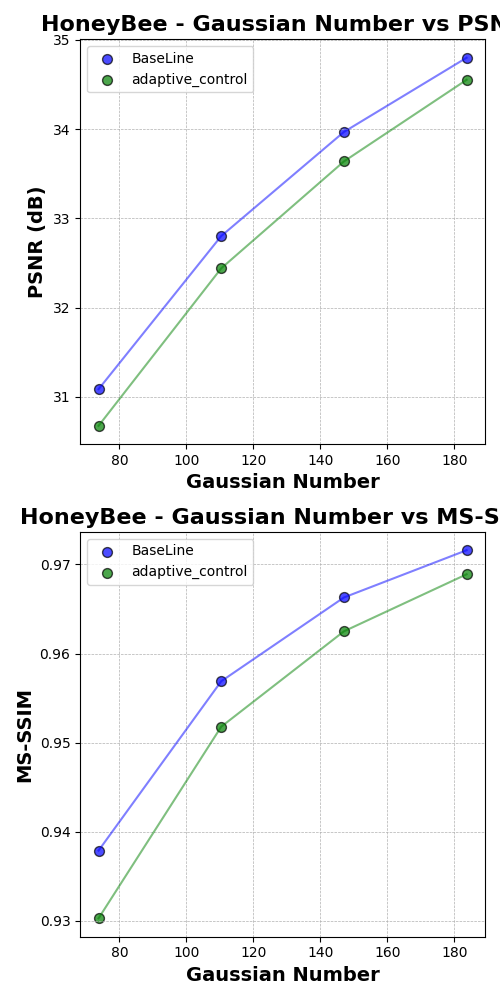 HoneyBee - Gaussian Number vs PSN
35
34
33
32
31
PSNR (dB)
BaseLine
adaptive_control
80 100 120 140 160 180
Gaussian Number
HoneyBee - Gaussian Number vs MS-S
0.97
0.96
0.95
0.94
0.93
MS-SSIM
BaseLine
adaptive_control
80 100 120 140 160 180
Gaussian Number